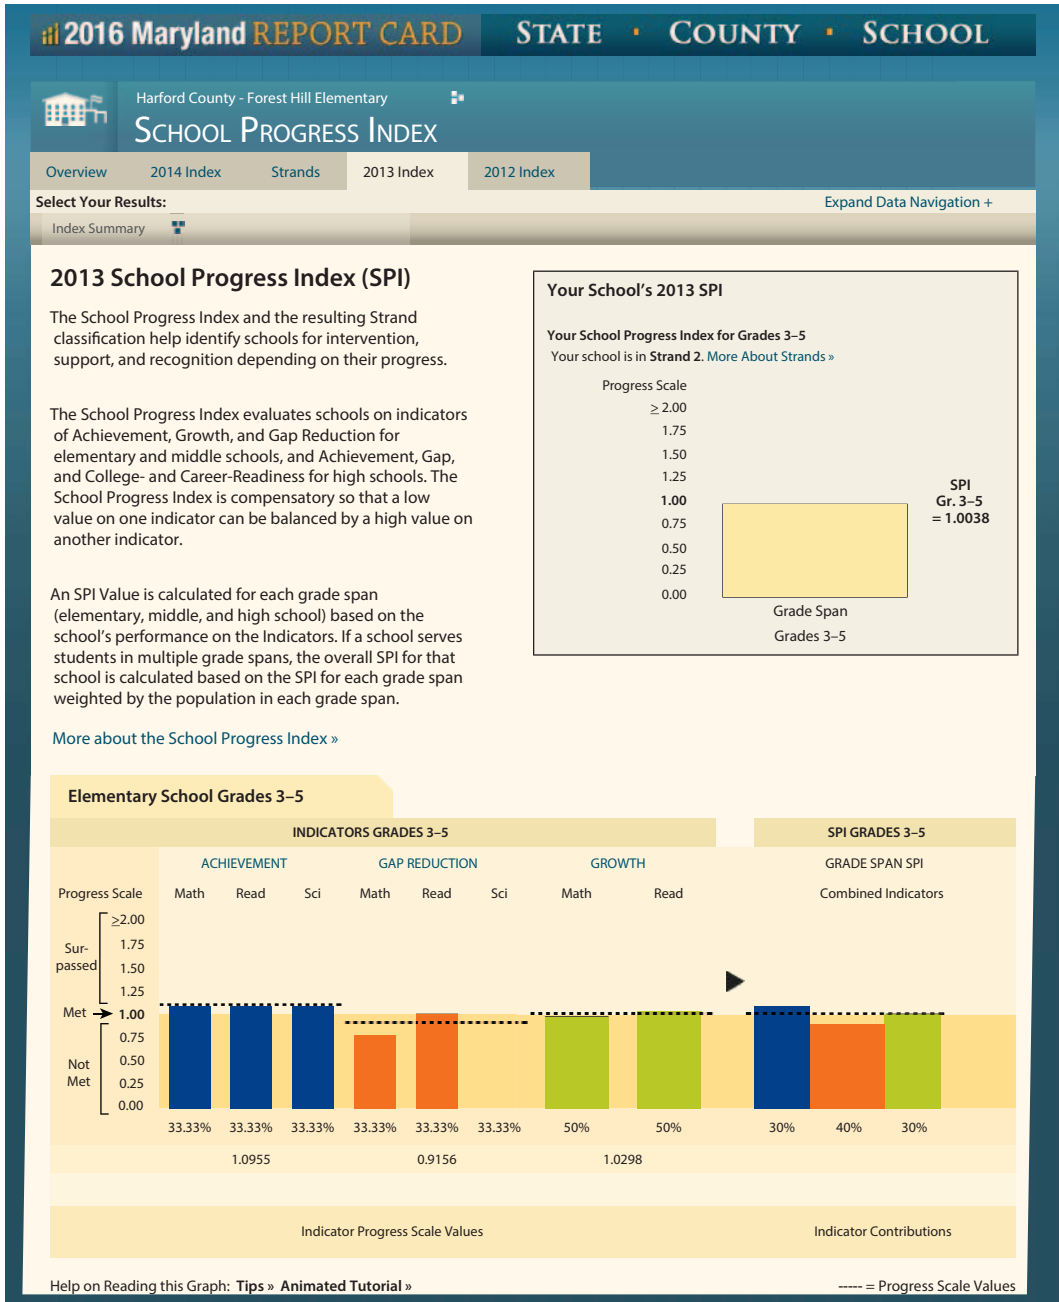 2016 Maryland REPORT CARD
STATE · COUNTY · SCHOOL
Harford County - Forest Hill Elementary
SCHOOL PROGRESS INDEX
Overview 2014 Index Strands 2013 Index 2012 Index
Select Your Results: Expand Data Navigation +
Index Summary
2013 School Progress Index (SPI)
The School Progress Index and the resulting Strand
classification help identify schools for intervention,
support, and recognition depending on their progress.
The School Progress Index evaluates schools on indicators
of Achievement, Growth, and Gap Reduction for
elementary and middle schools, and Achievement, Gap,
and College- and Career-Readiness for high schools. The
School Progress Index is compensatory so that a low
value on one indicator can be balanced by a high value on
another indicator.
An SPI Value is calculated for each grade span
(elementary, middle, and high school) based on the
school's performance on the Indicators. If a school serves
students in multiple grade spans, the overall SPI for that
school is calculated based on the SPI for each grade span
weighted by the population in each grade span.
More about the School Progress Index »
Your School's 2013 SPI
Your School Progress Index for Grades 3–5
Your school is in Strand 2. More About Strands »
Progress Scale
≥ 2.00
1.75
1.50
1.25
1.00
0.75
0.50
0.25
0.00
SPI
Gr. 3–5
= 1.0038
Grade Span
Grades 3–5
Elementary School Grades 3–5
INDICATORS GRADES 3–5 SPI GRADES 3–5
ACHIEVEMENT GAP REDUCTION GROWTH GRADE SPAN SPI
Progress Scale Math Read Sci Math Read Sci Math Read Combined Indicators
≥2.00
1.75
Sur-
passed
1.50
1.25
Met 1.00
0.75
Not
Met
0.50
0.25
0.00
33.33% 33.33% 33.33% 33.33% 33.33% 33.33% 50% 50% 30% 40% 30%
1.0955 0.9156 1.0298
Indicator Progress Scale Values Indicator Contributions
Help on Reading this Graph: Tips » Animated Tutorial » ----- = Progress Scale Values